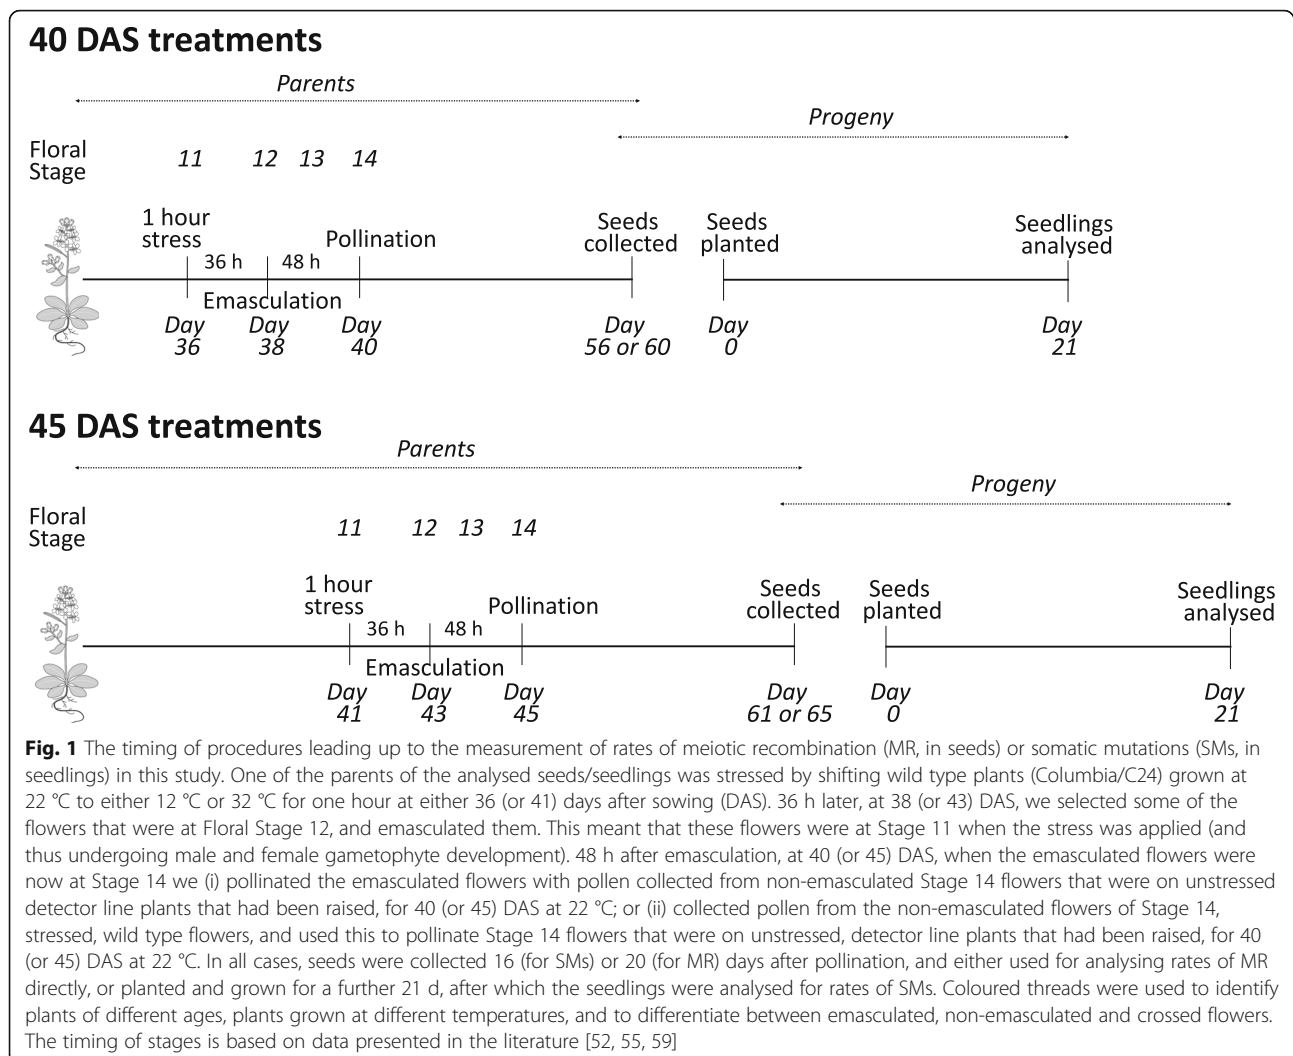 40 DAS treatments
Parents
Progeny
Floral
Stage
11 12 13 14
1 hour
stress
36 h
48 h
Pollination
Seeds
collected
Seeds
planted
Seedlings
analysed
Emasculation
Day
36
Day
38
Day
40
Day
56 or 60
Day
0
Day
21
45 DAS treatments
Parents
Progeny
Floral
Stage
11 12 13 14
1 hour
stress
36 h
48 h
Pollination
Seeds
collected
Seeds
planted
Seedlings
analysed
Emasculation
Day
41
Day
43
Day
45
Day
61 or 65
Day
0
Day
21
Fig. 1 The timing of procedures leading up to the measurement of rates of meiotic recombination (MR, in seeds) or somatic mutations (SMs, in
seedlings) in this study. One of the parents of the analysed seeds/seedlings was stressed by shifting wild type plants (Columbia/C24) grown at
22 °C to either 12 °C or 32 °C for one hour at either 36 (or 41) days after sowing (DAS). 36 h later, at 38 (or 43) DAS, we selected some of the
flowers that were at Floral Stage 12, and emasculated them. This meant that these flowers were at Stage 11 when the stress was applied (and
thus undergoing male and female gametophyte development). 48 h after emasculation, at 40 (or 45) DAS, when the emasculated flowers were
now at Stage 14 we (i) pollinated the emasculated flowers with pollen collected from non-emasculated Stage 14 flowers that were on unstressed
detector line plants that had been raised, for 40 (or 45) DAS at 22 °C; or (ii) collected pollen from the non-emasculated flowers of Stage 14,
stressed, wild type flowers, and used this to pollinate Stage 14 flowers that were on unstressed, detector line plants that had been raised, for 40
(or 45) DAS at 22 °C. In all cases, seeds were collected 16 (for SMs) or 20 (for MR) days after pollination, and either used for analysing rates of MR
directly, or planted and grown for a further 21 d, after which the seedlings were analysed for rates of SMs. Coloured threads were used to identify
plants of different ages, plants grown at different temperatures, and to differentiate between emasculated, non-emasculated and crossed flowers.
The timing of stages is based on data presented in the literature [52, 55, 59]